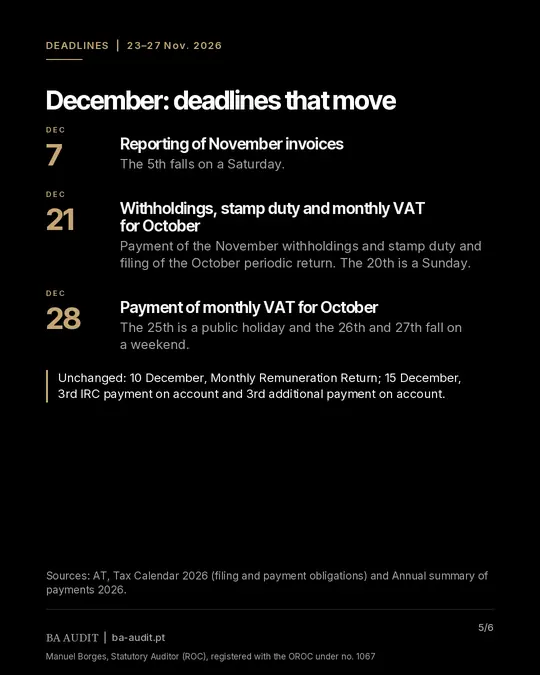 DEADLINES | 23–27 Nov. 2026
December: deadlines that move
DEC
7
Reporting of November invoices
The 5th falls on a Saturday.
DEC
21
Withholdings, stamp duty and monthly VAT
for October
Payment of the November withholdings and stamp duty and
filing of the October periodic return. The 20th is a Sunday.
DEC
28
Payment of monthly VAT for October
The 25th is a public holiday and the 26th and 27th fall on
a weekend.
Unchanged: 10 December, Monthly Remuneration Return; 15 December,
3rd IRC payment on account and 3rd additional payment on account.
Sources: AT, Tax Calendar 2026 (filing and payment obligations) and Annual summary of
payments 2026.
5/6
BA AUDIT | ba-audit.pt
Manuel Borges, Statutory Auditor (ROC), registered with the OROC under no. 1067